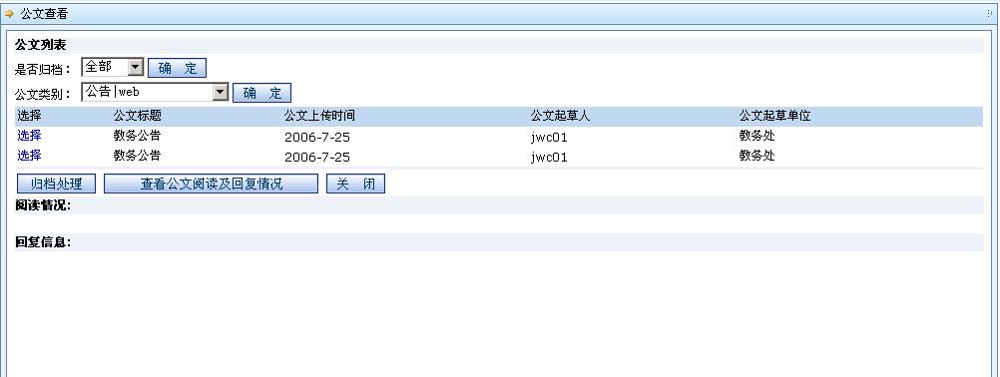 公文查看
公文列表
是否归档： 全部 确 定
公文类别： 公告|web 确 定
选择 公文标题 公文上传时间 公文起草人 公文起草单位
选择 教务公告 2006-7-25 jwc01 教务处
选择 教务公告 2006-7-25 jwc01 教务处
归档处理 查看公文阅读及回复情况 关 闭
阅读情况:
回复信息: